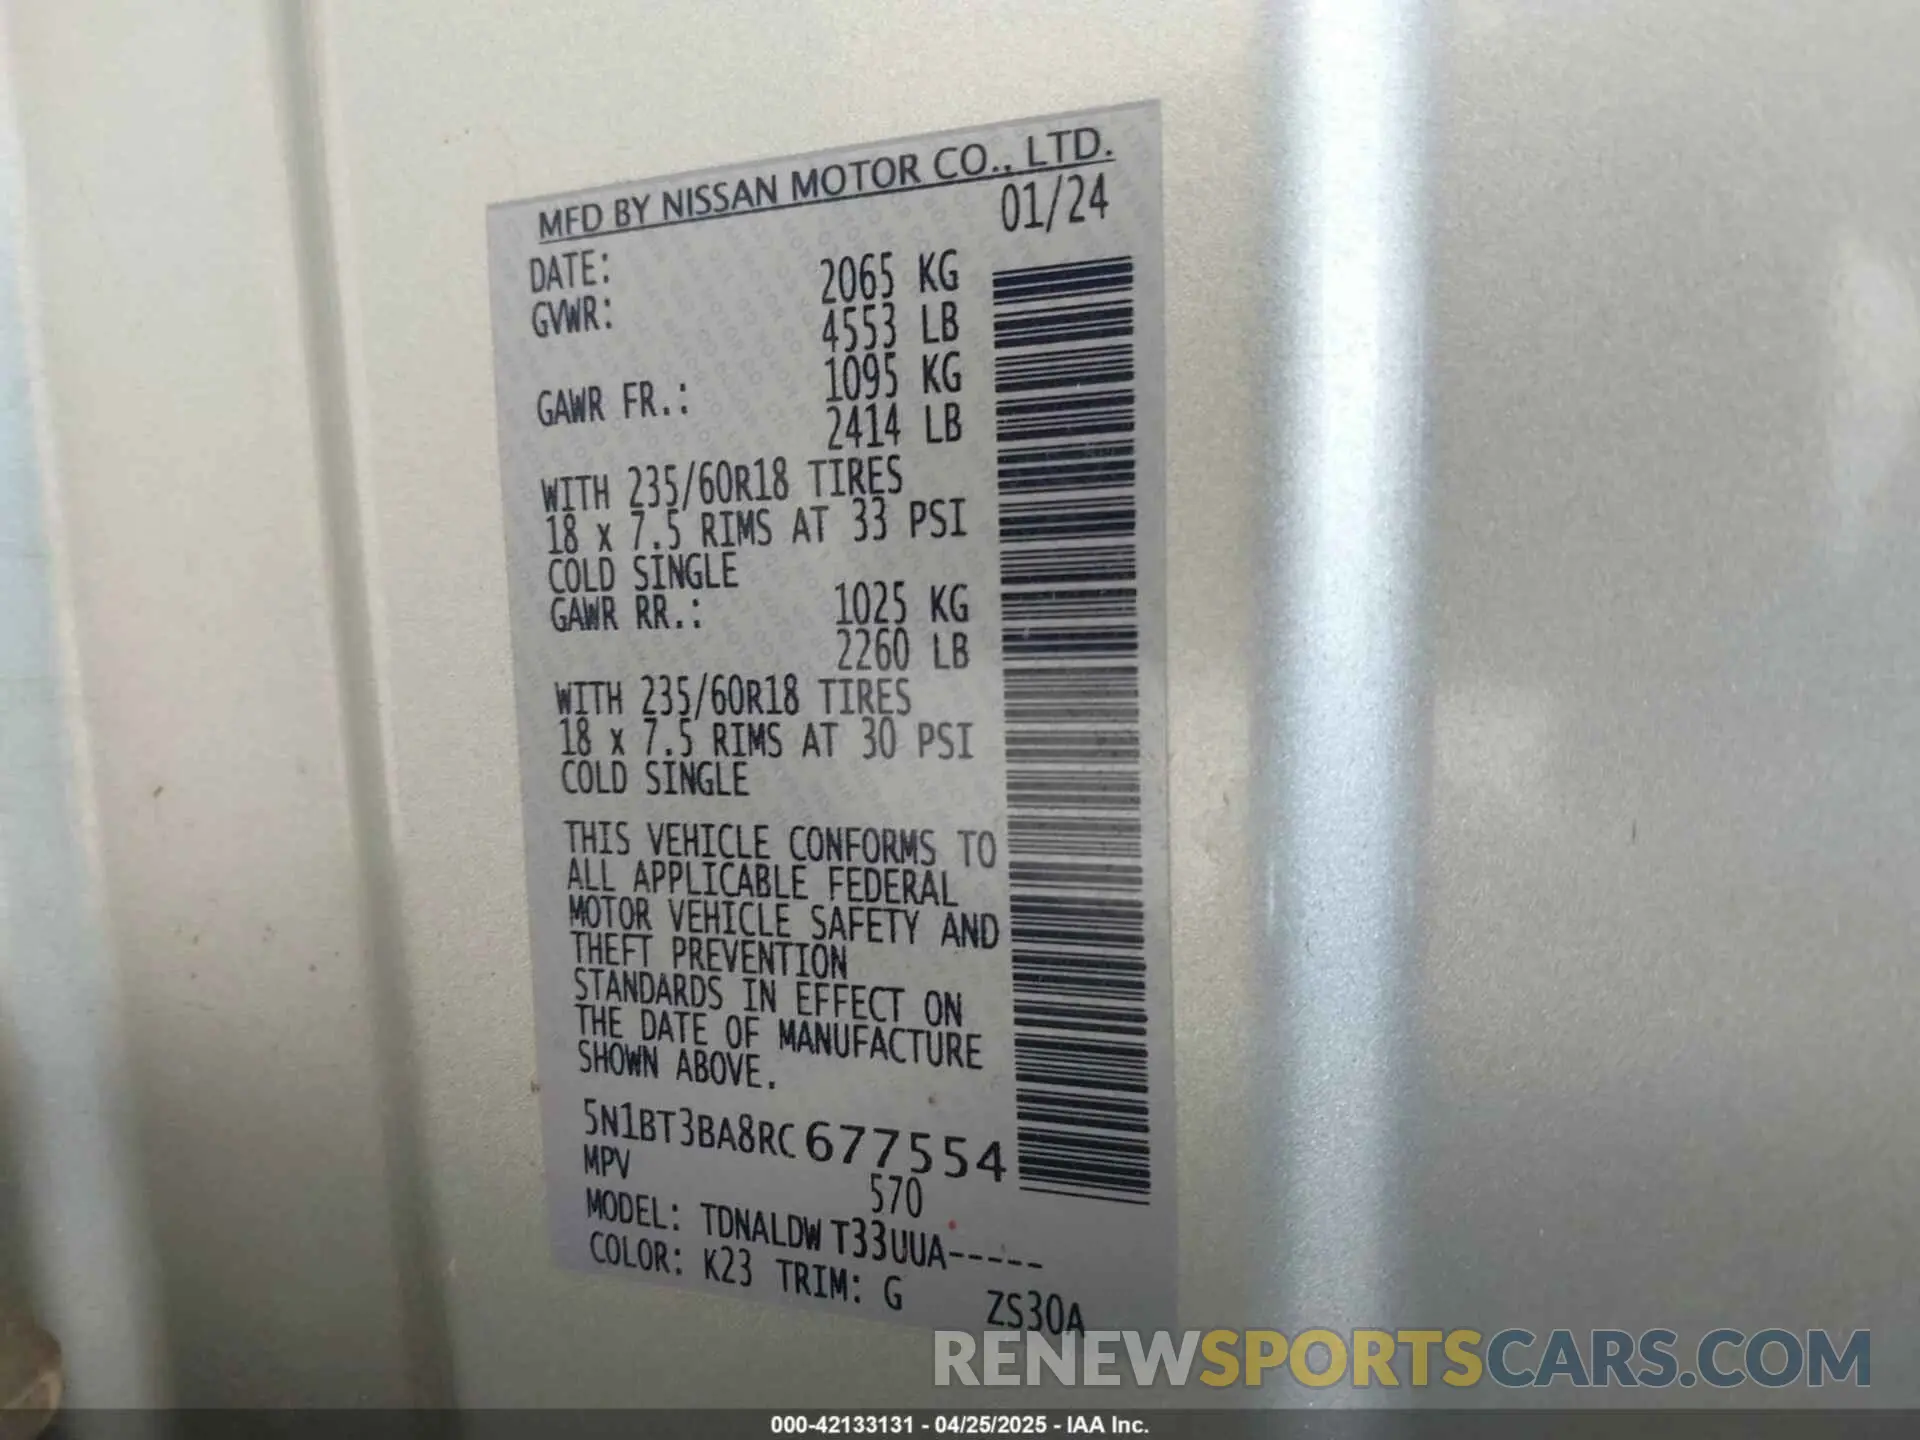 MFD BY NISSAN MOTOR CO., LTD.
DATE: 01/24
GVWR: 2065 KG
4553 LB
GAWR FR.: 1095 KG
2414 LB
WITH 235/60R18 TIRES
18 x 7.5 RIMS AT 33 PSI
COLD SINGLE
GAWR RR.: 1025 KG
2260 LB
WITH 235/60R18 TIRES
18 x 7.5 RIMS AT 30 PSI
COLD SINGLE
THIS VEHICLE CONFORMS TO
ALL APPLICABLE FEDERAL
MOTOR VEHICLE SAFETY AND
THEFT PREVENTION
STANDARDS IN EFFECT ON
THE DATE OF MANUFACTURE
SHOWN ABOVE.
5N1BT3BA8RC677554
MPV 570
MODEL: TDNALDW T33UUA-----
COLOR: K23 TRIM: G ZS30A
RENEWSPORTSCARS.COM
000-42133131 - 04/25/2025 - IAA Inc.